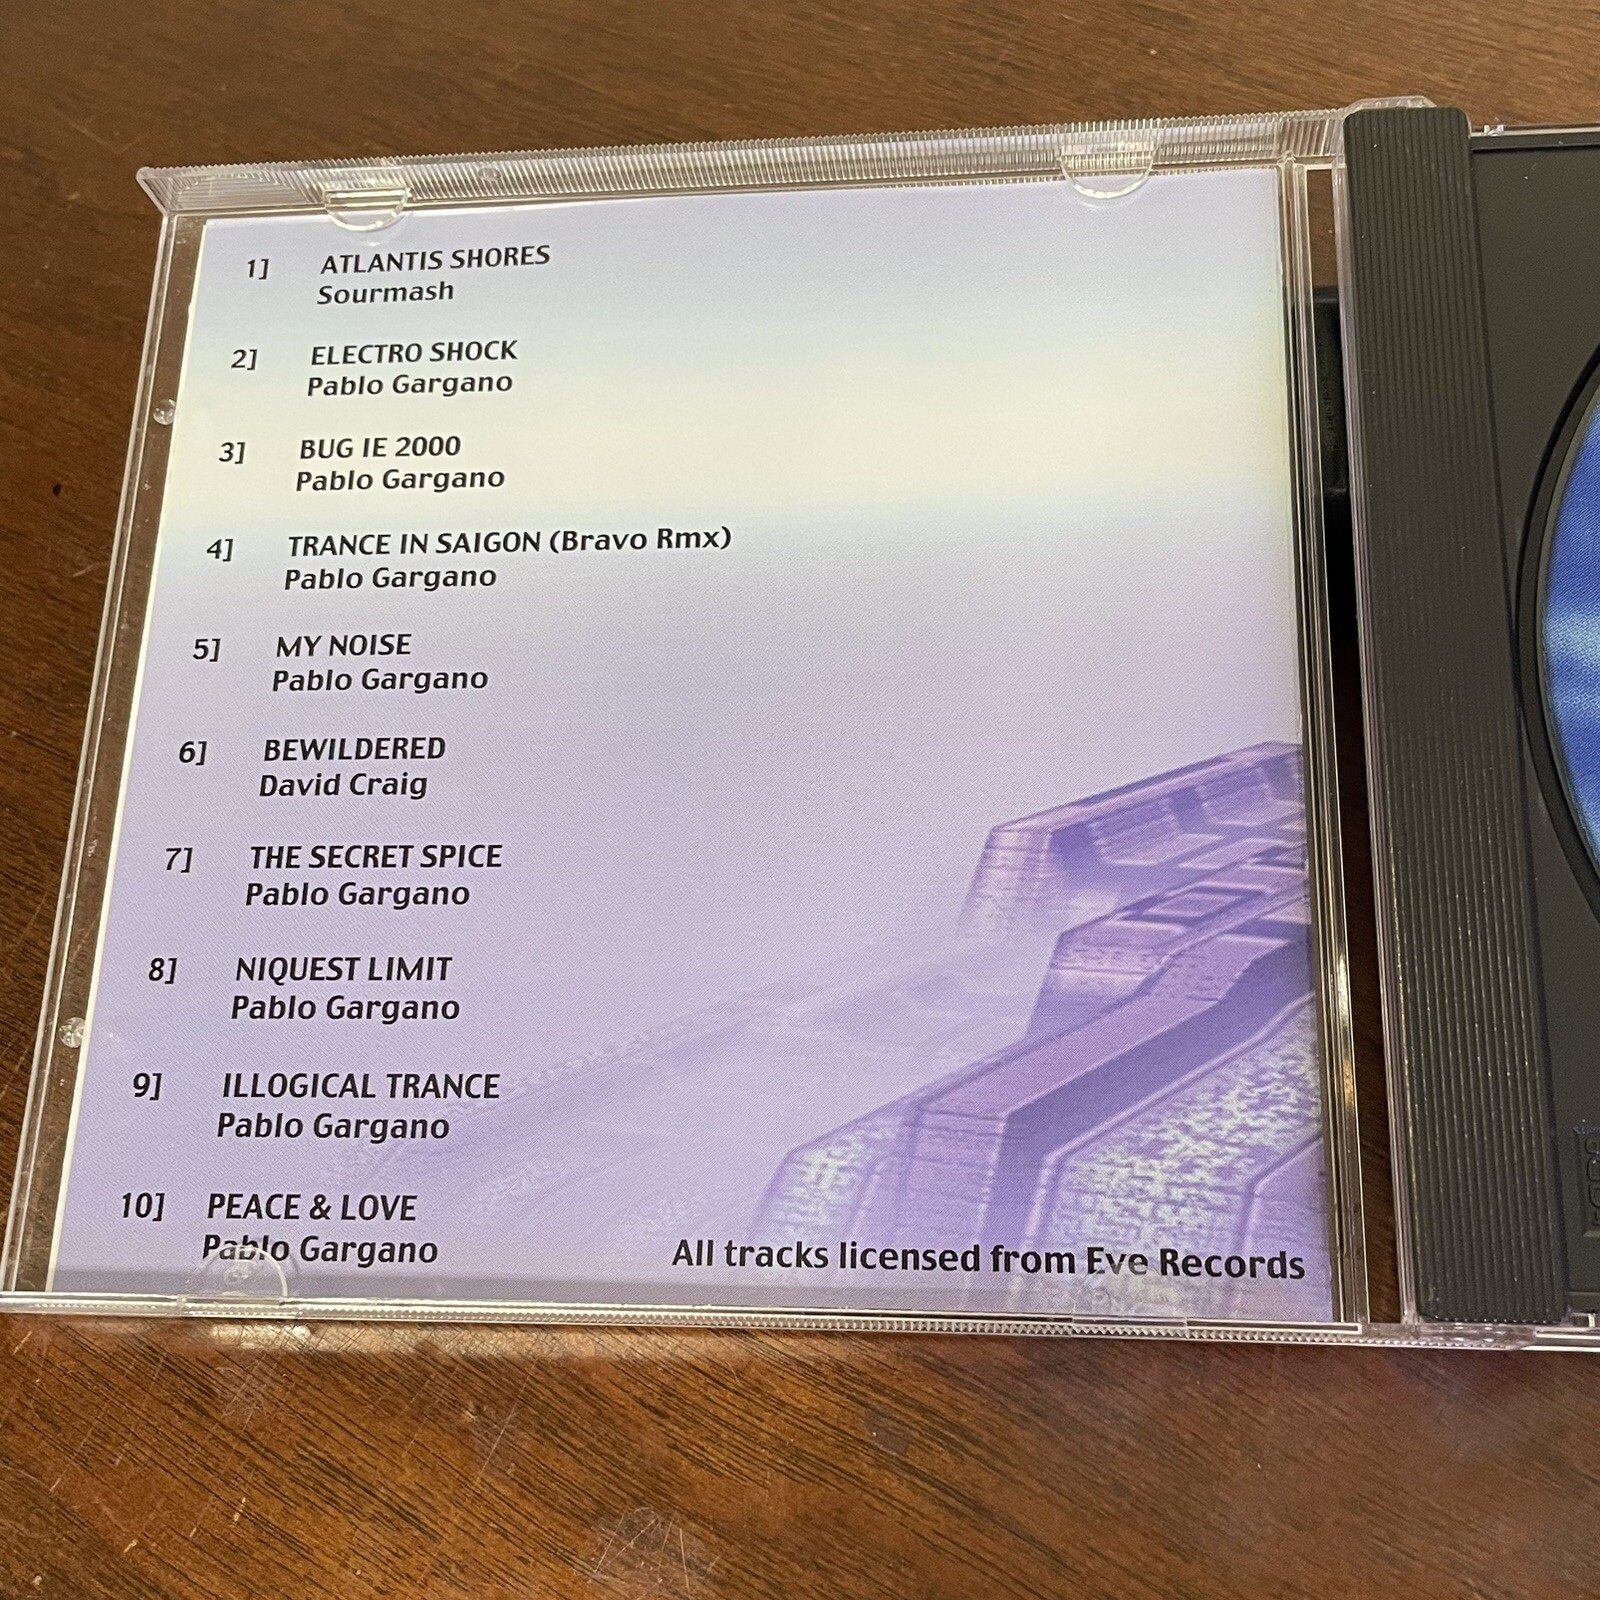 1] ATLANTIS SHORES
Sourmash
2] ELECTRO SHOCK
Pablo Gargano
3] BUG IE 2000
Pablo Gargano
4] TRANCE IN SAIGON (Bravo Rmx)
Pablo Gargano
5] MY NOISE
Pablo Gargano
6] BEWILDERED
David Craig
7] THE SECRET SPICE
Pablo Gargano
8] NIQUEST LIMIT
Pablo Gargano
9] ILLOGICAL TRANCE
Pablo Gargano
10] PEACE & LOVE
Pablo Gargano
All tracks licensed from Eve Records